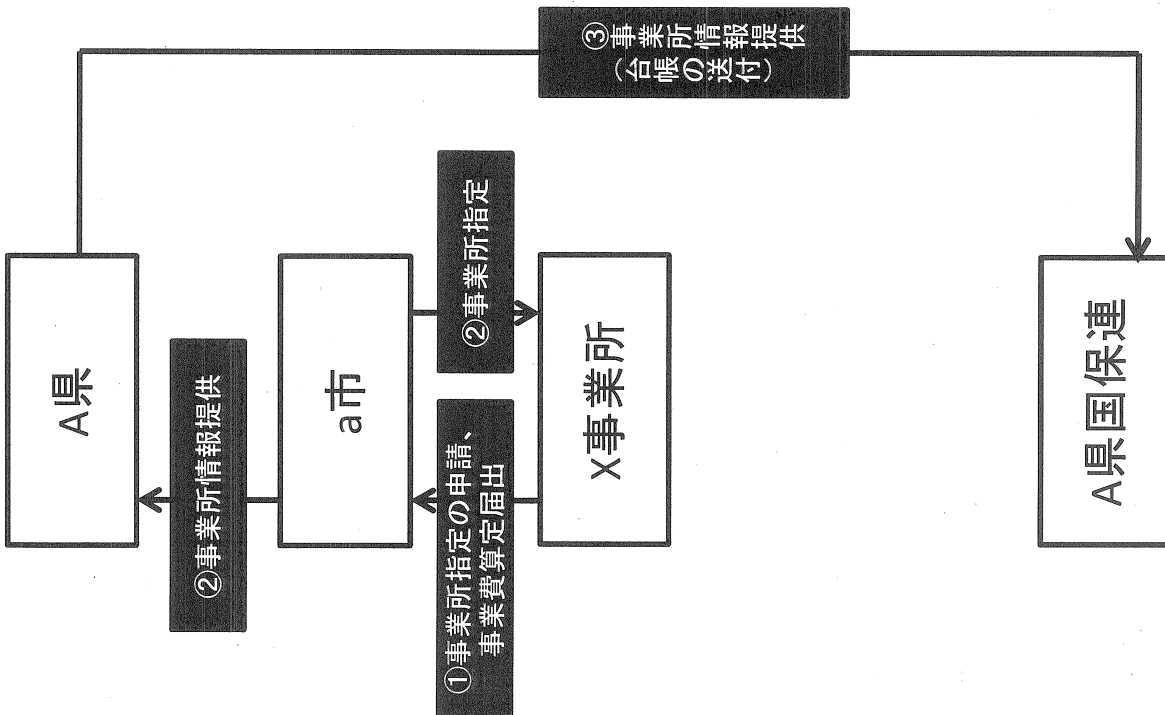 A県
②事業所情報提供
a市
①事業所指定の申請、
事業費算定届出
②事業所指定
X事業所
③事業所情報提供
（台帳の送付）
A県国保連